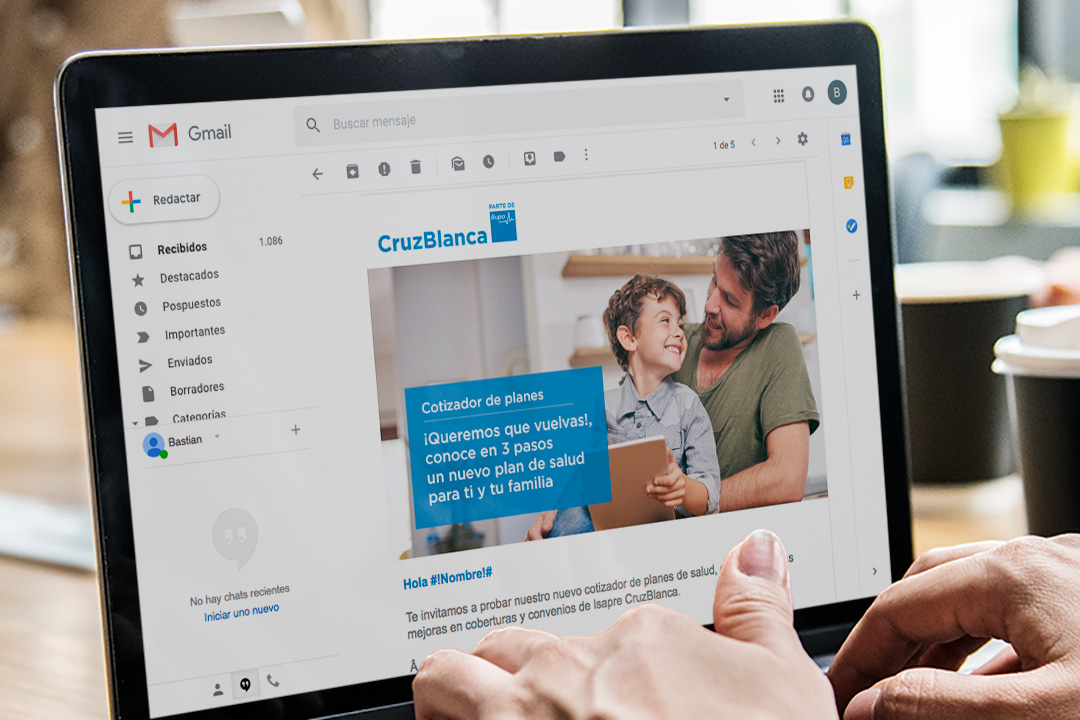 Gmail
Buscar mensaje
B
Redactar
1 de 5
31
Recibidos 1.086
Destacados
Pospuestos
Importantes
Enviados
Borradores
Categorías
Bastian
No hay chats recientes
Iniciar uno nuevo
PARTE DE
Bupa
CruzBlanca
Cotizador de planes
¡Queremos que vuelvas!,
conoce en 3 pasos
un nuevo plan de salud
para ti y tu familia
Hola #!Nombre!#
Te invitamos a probar nuestro nuevo cotizador de planes de salud,
mejoras en coberturas y convenios de Isapre CruzBlanca.